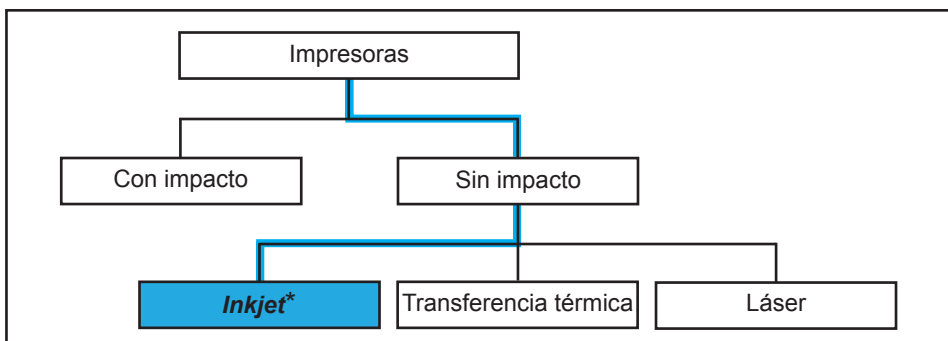 Impresoras
Con impacto
Sin impacto
Inkjet*
Transferencia térmica
Láser